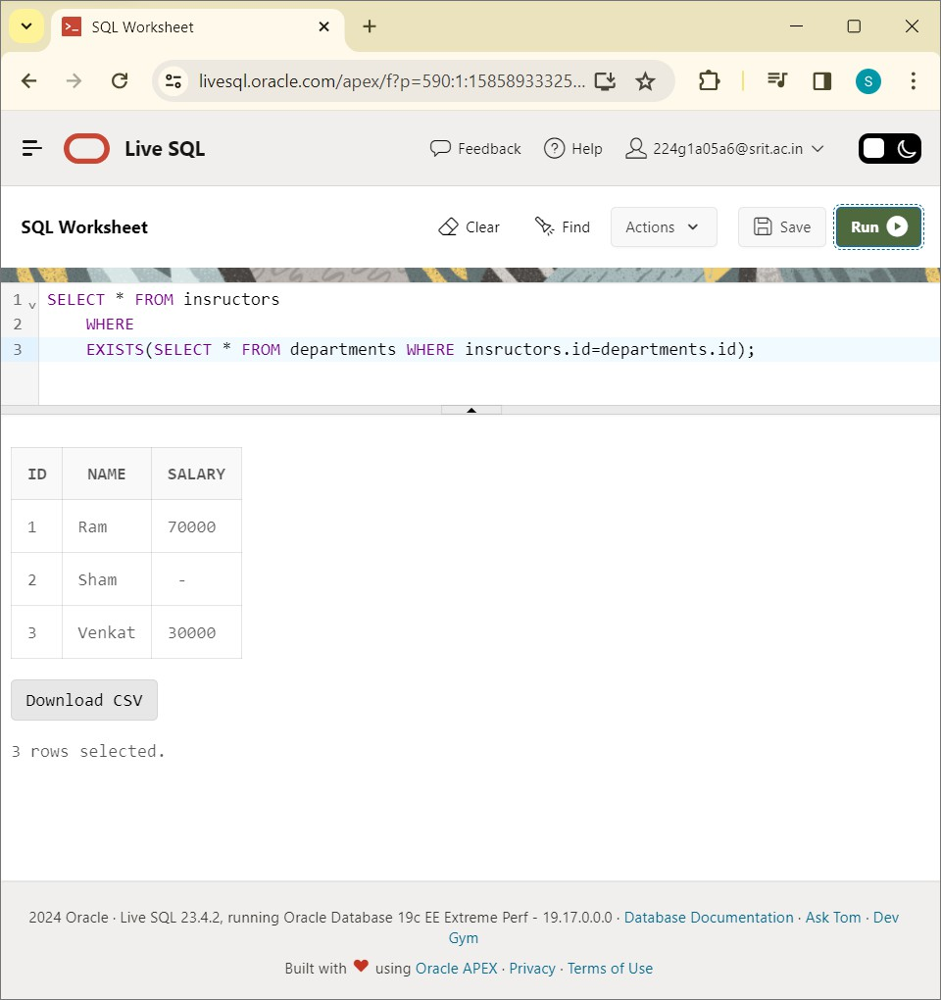 SQL Worksheet
livesql.oracle.com/apex/f?p=590:1:15858933325...
S
Live SQL
Feedback
Help
224g1a05a6@srit.ac.in
SQL Worksheet
Clear
Find
Actions
Save
Run
1 SELECT * FROM insructors
2 WHERE
3 EXISTS(SELECT * FROM departments WHERE insructors.id=departments.id);
ID NAME SALARY
1 Ram 70000
2 Sham -
3 Venkat 30000
Download CSV
3 rows selected.
2024 Oracle · Live SQL 23.4.2, running Oracle Database 19c EE Extreme Perf - 19.17.0.0.0 · Database Documentation · Ask Tom · Dev
Gym
Built with ❤ using Oracle APEX · Privacy · Terms of Use